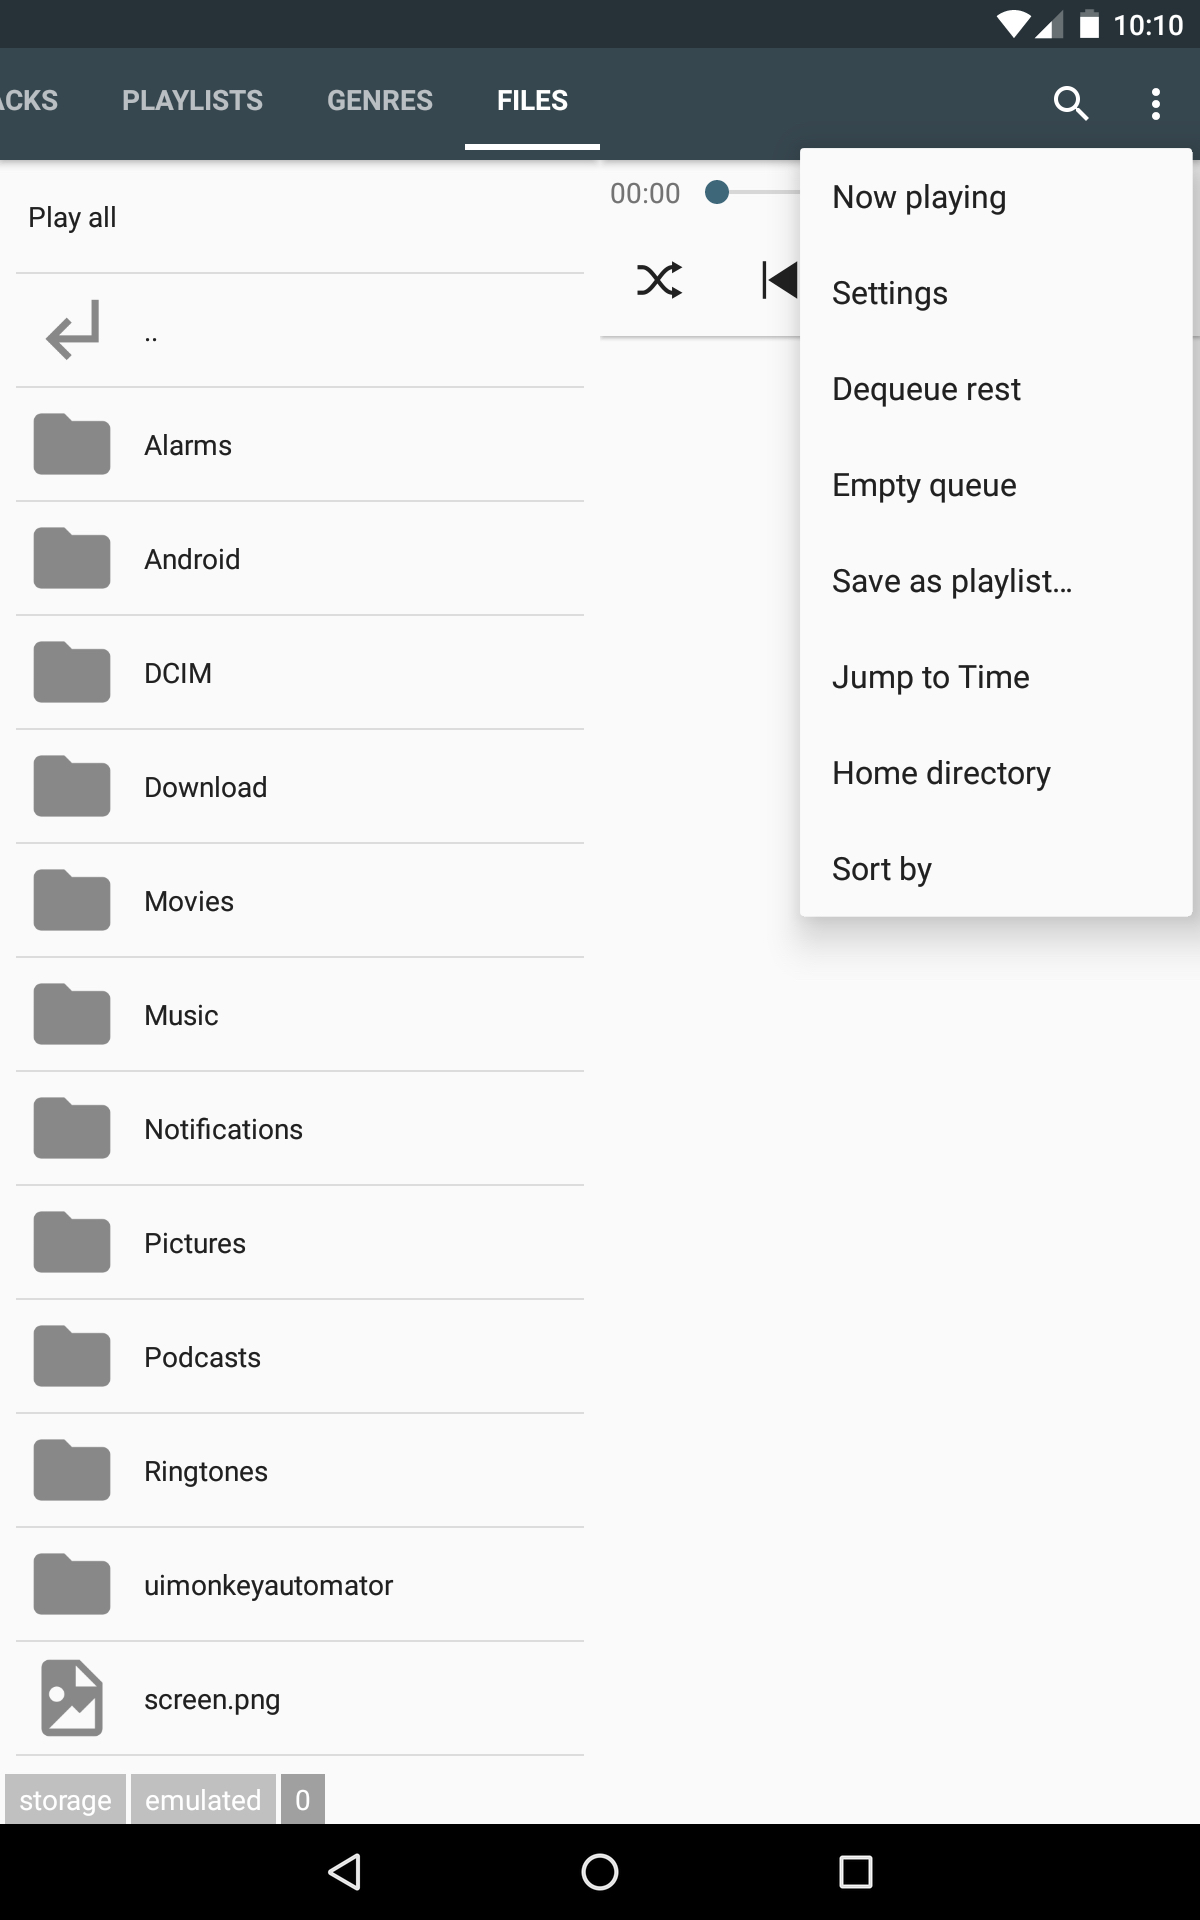 10:10
ACKS PLAYLISTS GENRES FILES
Play all
..
Alarms
Android
DCIM
Download
Movies
Music
Notifications
Pictures
Podcasts
Ringtones
uimonkeyautomator
screen.png
storage emulated 0
00:00
Now playing
Settings
Dequeue rest
Empty queue
Save as playlist…
Jump to Time
Home directory
Sort by